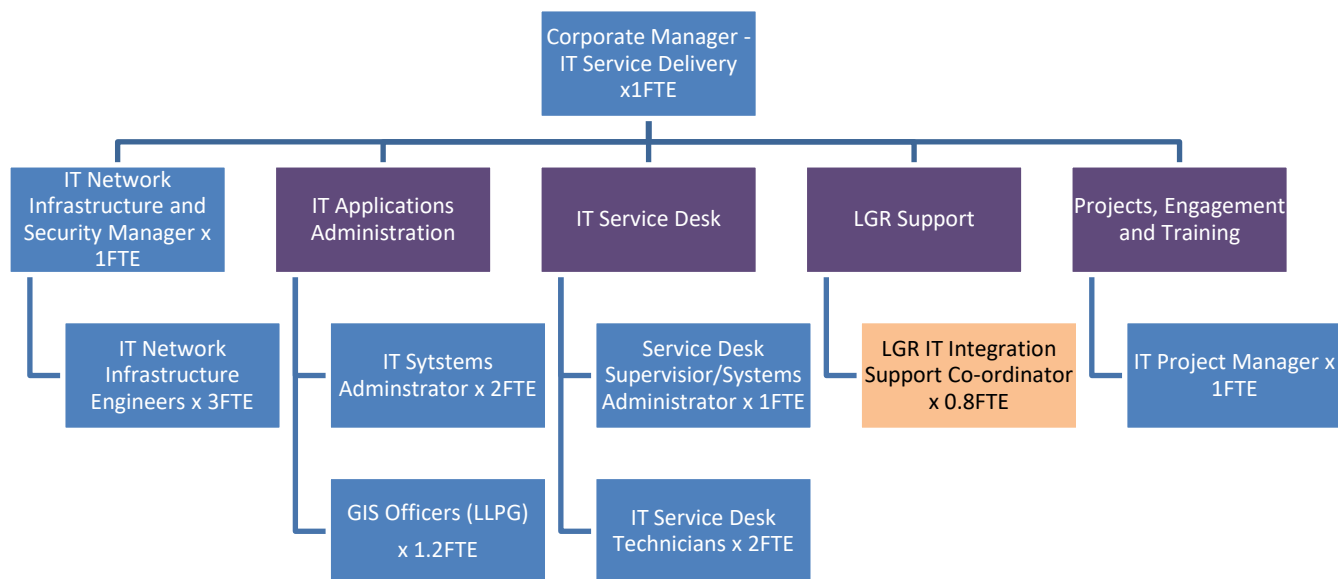 Corporate Manager -
IT Service Delivery
x1FTE
IT Network
Infrastructure and
Security Manager x
1FTE
IT Applications
Administration
IT Service Desk
LGR Support
Projects, Engagement
and Training
IT Network
Infrastructure
Engineers x 3FTE
IT Sytstems
Adminstrator x 2FTE
Service Desk
Supervisior/Systems
Administrator x 1FTE
LGR IT Integration
Support Co-ordinator
x 0.8FTE
IT Project Manager x
1FTE
GIS Officers (LLPG)
x 1.2FTE
IT Service Desk
Technicians x 2FTE